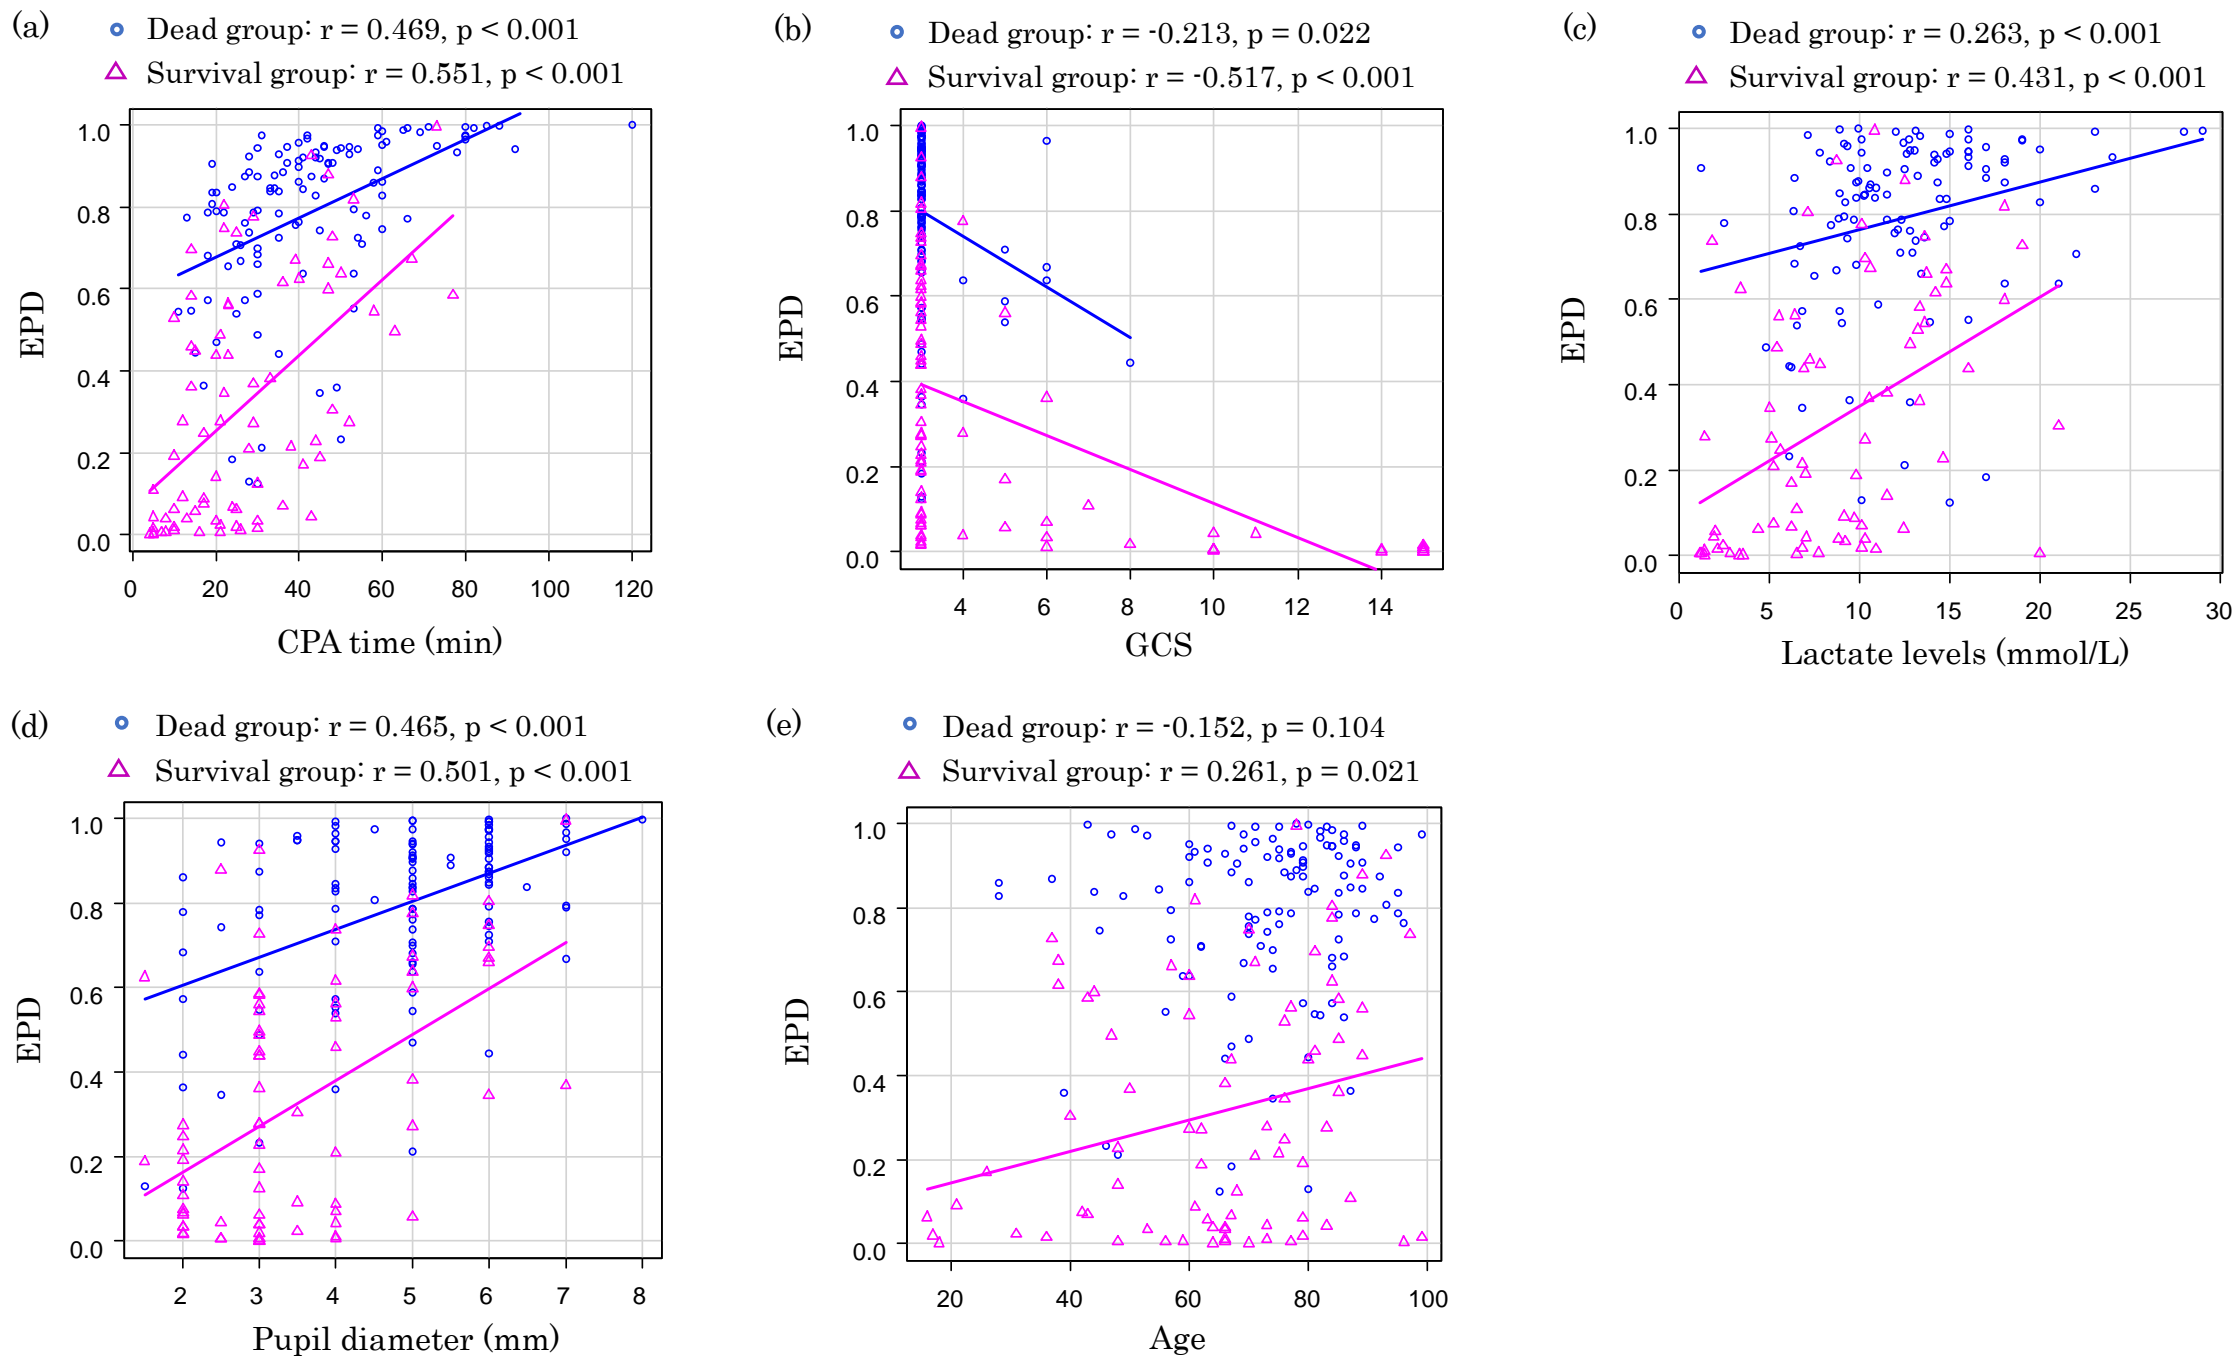 (a)
Dead group: r = 0.469, p < 0.001
Survival group: r = 0.551, p < 0.001
EPD
1.0
0.8
0.6
0.4
0.2
0.0
0 20 40 60 80 100 120
CPA time (min)
(b)
Dead group: r = -0.213, p = 0.022
Survival group: r = -0.517, p < 0.001
EPD
1.0
0.8
0.6
0.4
0.2
0.0
4 6 8 10 12 14
GCS
(c)
Dead group: r = 0.263, p < 0.001
Survival group: r = 0.431, p < 0.001
EPD
1.0
0.8
0.6
0.4
0.2
0.0
0 5 10 15 20 25 30
Lactate levels (mmol/L)
(d)
Dead group: r = 0.465, p < 0.001
Survival group: r = 0.501, p < 0.001
EPD
1.0
0.8
0.6
0.4
0.2
0.0
2 3 4 5 6 7 8
Pupil diameter (mm)
(e)
Dead group: r = -0.152, p = 0.104
Survival group: r = 0.261, p = 0.021
EPD
1.0
0.8
0.6
0.4
0.2
0.0
20 40 60 80 100
Age